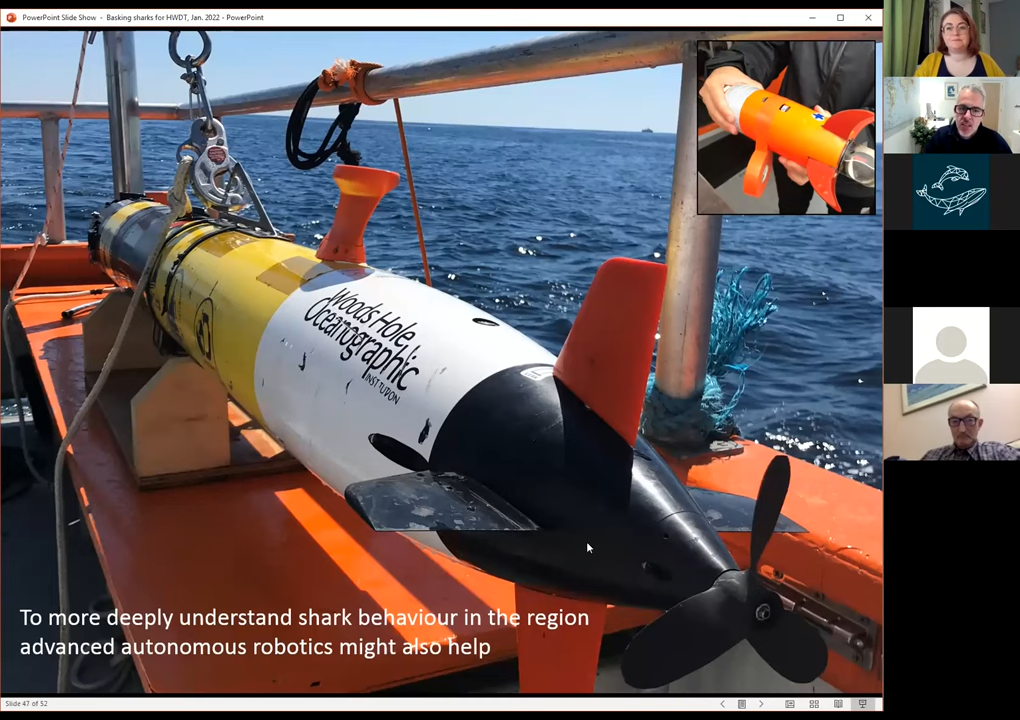 PowerPoint Slide Show - Basking sharks for HWDT, Jan. 2022 - PowerPoint
Woods Hole
Oceanographic
INSTITUTION
To more deeply understand shark behaviour in the region
advanced autonomous robotics might also help
Slide 47 of 52